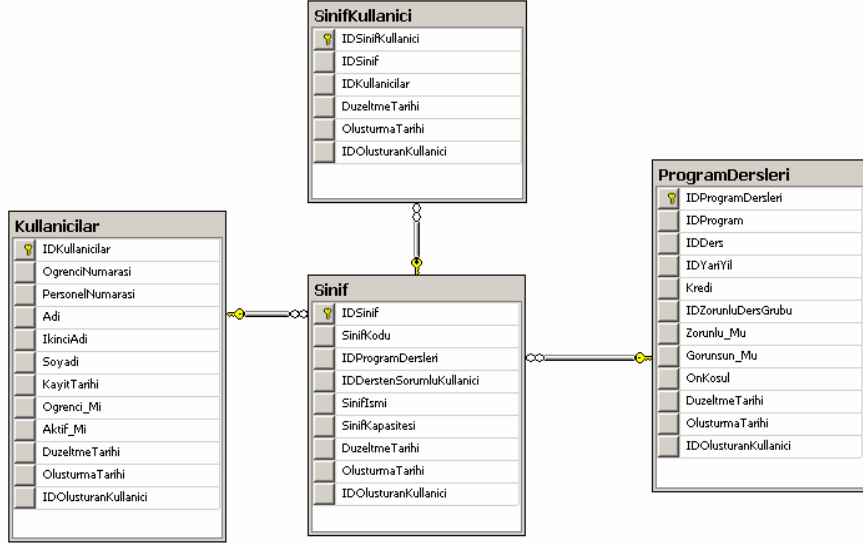 SinifKullanici
IDSinifKullanici
IDSinif
IDKullanicilar
DuzeltmeTarihi
OlusturmaTarihi
IDOlusturanKullanici
Kullanicilar
IDKullanicilar
OgrenciNumarasi
PersonelNumarasi
Adi
IkinciAdi
Soyadi
KayitTarihi
Ogrenci_Mi
Aktif_Mi
DuzeltmeTarihi
OlusturmaTarihi
IDOlusturanKullanici
Sinif
IDSinif
SinifKodu
IDProgramDersleri
IDDerstenSorumluKullanici
SinifIsmi
SinifKapasitesi
DuzeltmeTarihi
OlusturmaTarihi
IDOlusturanKullanici
ProgramDersleri
IDProgramDersleri
IDProgram
IDDers
IDYariYil
Kredi
IDZorunluDersGrubu
Zorunlu_Mu
Gorunsun_Mu
OnKosul
DuzeltmeTarihi
OlusturmaTarihi
IDOlusturanKullanici